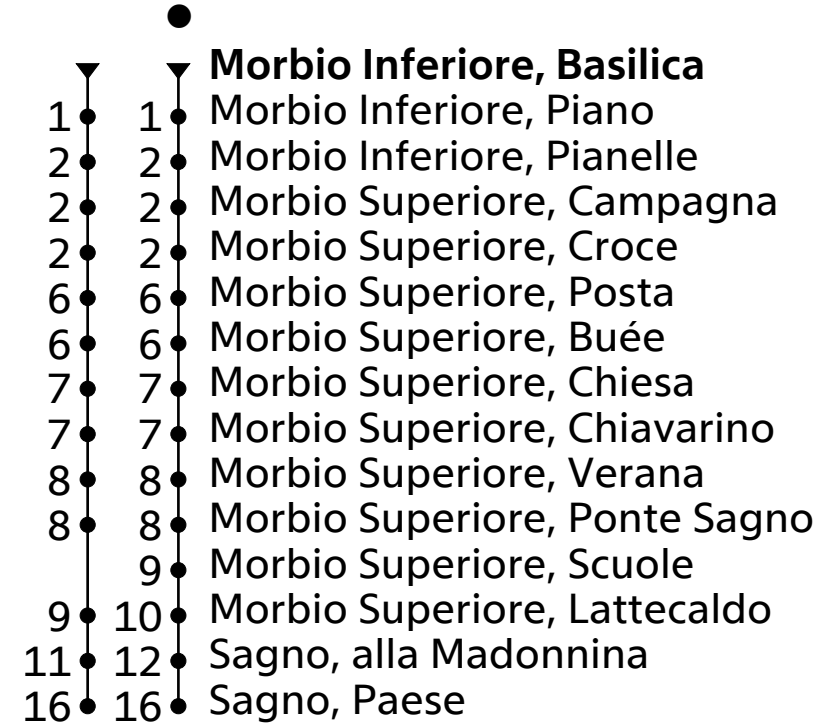 ●
Morbio Inferiore, Basilica
1 1 Morbio Inferiore, Piano
2 2 Morbio Inferiore, Pianelle
2 2 Morbio Superiore, Campagna
2 2 Morbio Superiore, Croce
6 6 Morbio Superiore, Posta
6 6 Morbio Superiore, Buée
7 7 Morbio Superiore, Chiesa
7 7 Morbio Superiore, Chiavarino
8 8 Morbio Superiore, Verana
8 8 Morbio Superiore, Ponte Sagno
9 Morbio Superiore, Scuole
9 10 Morbio Superiore, Lattecaldo
11 12 Sagno, alla Madonnina
16 16 Sagno, Paese